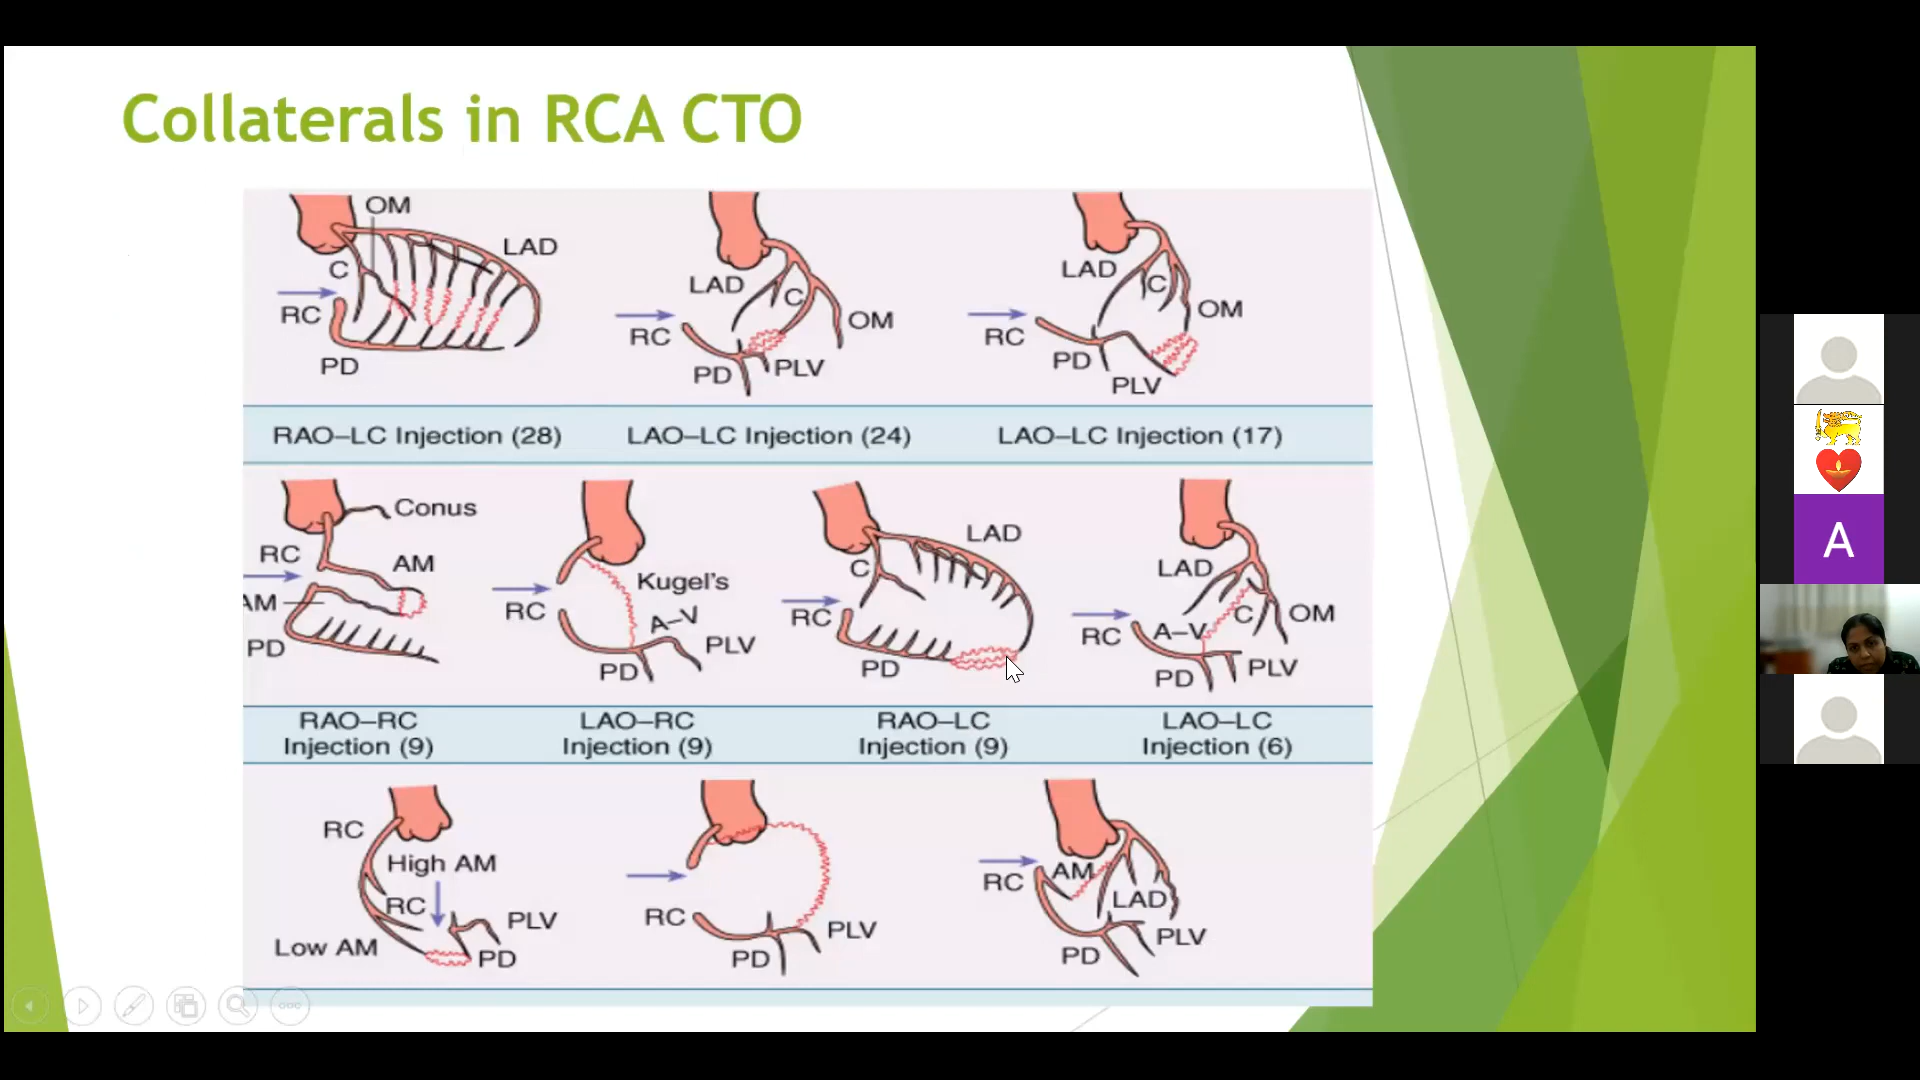 Collaterals in RCA CTO
OM
LAD
C
RC
PD
LAD
C
OM
RC
PLV
PD
LAD
C
OM
RC
PD
PLV
RAO–LC Injection (28)
LAO–LC Injection (24)
LAO–LC Injection (17)
Conus
RC
AM
AM
PD
Kugel's
RC
A–V
PLV
PD
LAD
C
RC
PD
LAD
C
OM
RC
A–V
PLV
PD
RAO–RC
Injection (9)
LAO–RC
Injection (9)
RAO–LC
Injection (9)
LAO–LC
Injection (6)
RC
High AM
RC
PLV
Low AM
PD
RC
PLV
PD
AM
RC
LAD
PLV
PD
A